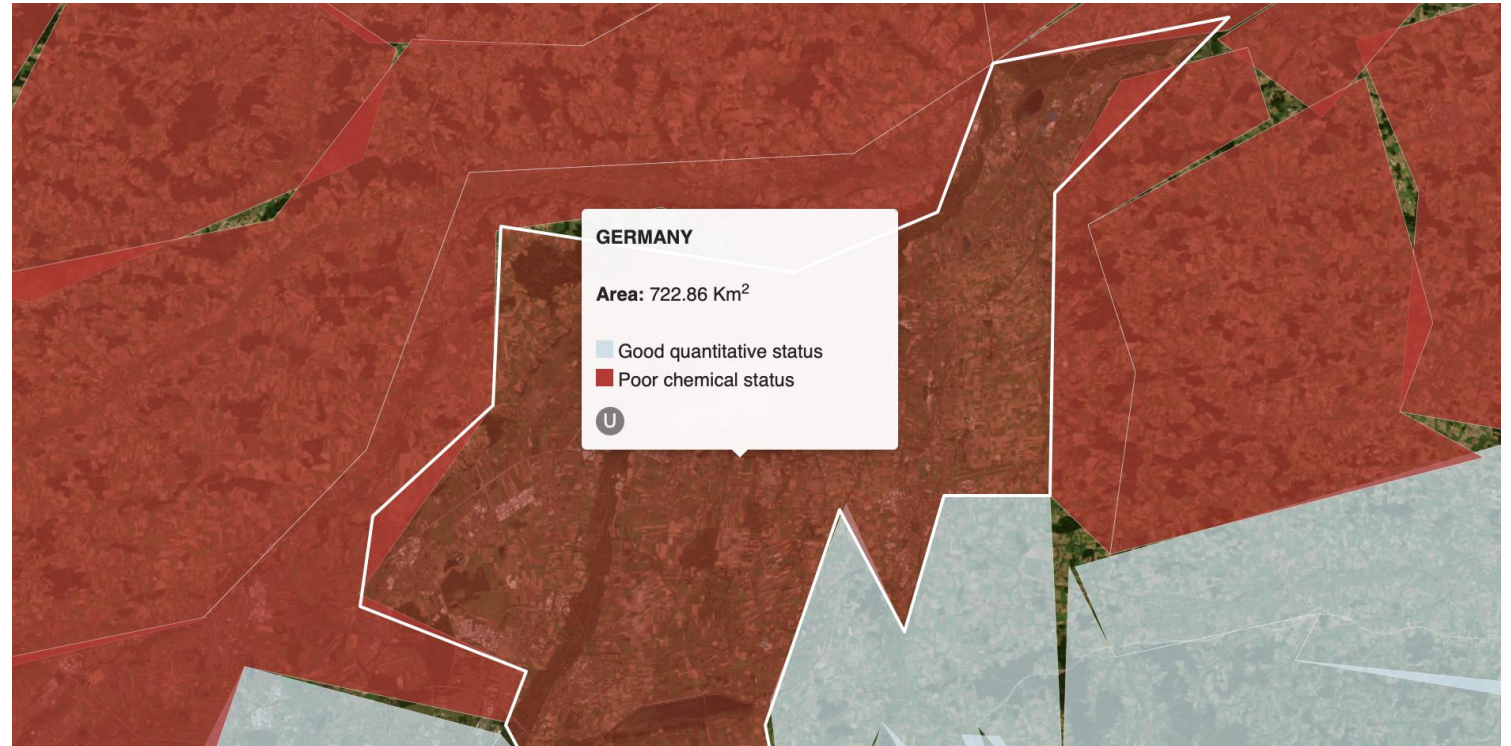 GERMANY
Area: 722.86 Km²
Good quantitative status
Poor chemical status
U